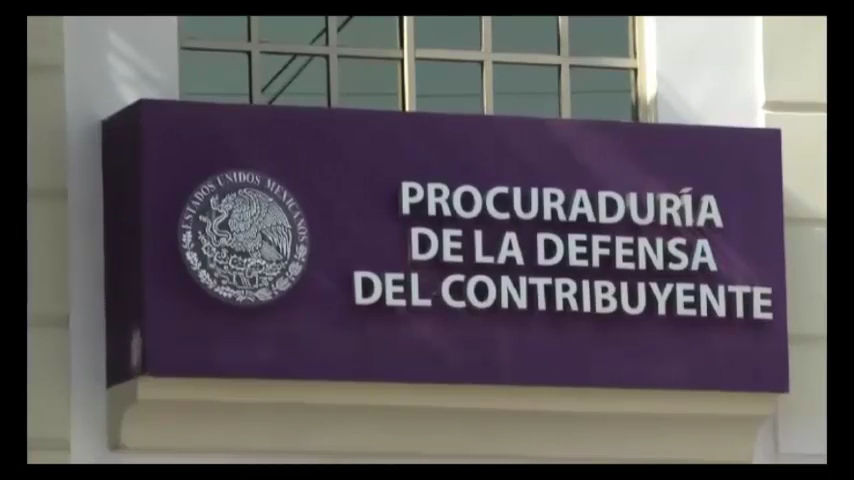 ESTADOS UNIDOS MEXICANOS
PROCURADURÍA
DE LA DEFENSA
DEL CONTRIBUYENTE